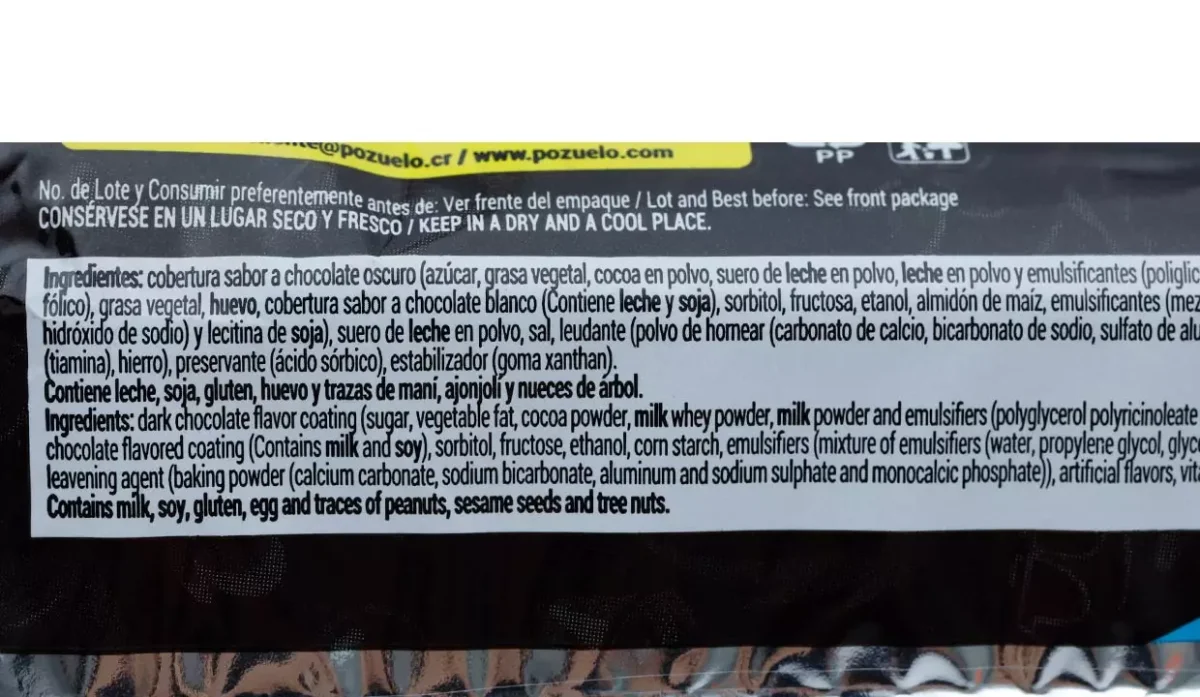 @pozuelo.cr / www.pozuelo.com
PP
No. de Lote y Consumir preferentemente antes de: Ver frente del empaque / Lot and Best before: See front package
CONSÉRVESE EN UN LUGAR SECO Y FRESCO / KEEP IN A DRY AND A COOL PLACE.
Ingredientes: cobertura sabor a chocolate oscuro (azúcar, grasa vegetal, cocoa en polvo, suero de leche en polvo, leche en polvo y emulsificantes (poliglic
fólico), grasa vegetal, huevo, cobertura sabor a chocolate blanco (Contiene leche y soja), sorbitol, fructosa, etanol, almidón de maíz, emulsificantes (mez
hidróxido de sodio) y lecitina de soja), suero de leche en polvo, sal, leudante (polvo de hornear (carbonato de calcio, bicarbonato de sodio, sulfato de alu
(tiamina), hierro), preservante (ácido sórbico), estabilizador (goma xanthan).
Contiene leche, soja, gluten, huevo y trazas de maní, ajonjolí y nueces de árbol.
Ingredients: dark chocolate flavor coating (sugar, vegetable fat, cocoa powder, milk whey powder, milk powder and emulsifiers (polyglycerol polyricinoleate
chocolate flavored coating (Contains milk and soy), sorbitol, fructose, ethanol, corn starch, emulsifiers (mixture of emulsifiers (water, propylene glycol, glyc
leavening agent (baking powder (calcium carbonate, sodium bicarbonate, aluminum and sodium sulphate and monocalcic phosphate)), artificial flavors, vit
Contains milk, soy, gluten, egg and traces of peanuts, sesame seeds and tree nuts.